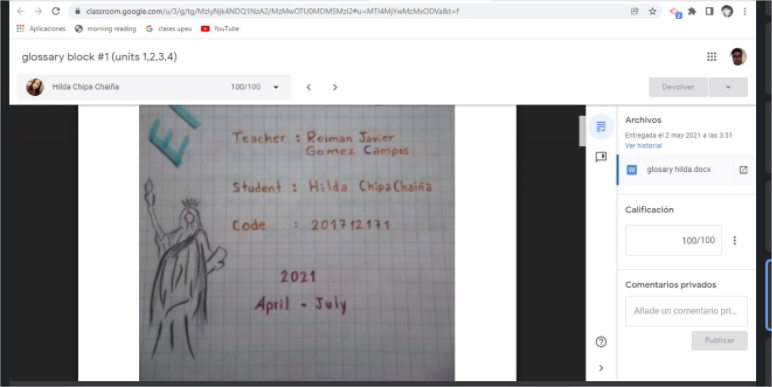 classroom.google.com/u/3/g/tg/MzIyNjk4NDQ1NzA2/MzMwOTU0MDM5MzI2#u=MTI4MjYwMzMxODVa&t=f
Aplicaciones
morning reading
clases upeu
YouTube
glossary block #1 (units 1,2,3,4)
Hilda Chipa Chaiña
100/100
Devolver
Teacher : Roiman Javier
Gomez Campos
Student : Hilda Chipa Chaiña
Code : 201712171
2021
April - July
Archivos
Entregada el 2 may 2021 a las 3:51
Ver historial
W glosary hilda.docx
Calificación
100/100
Comentarios privados
Añade un comentario pri...
Publicar